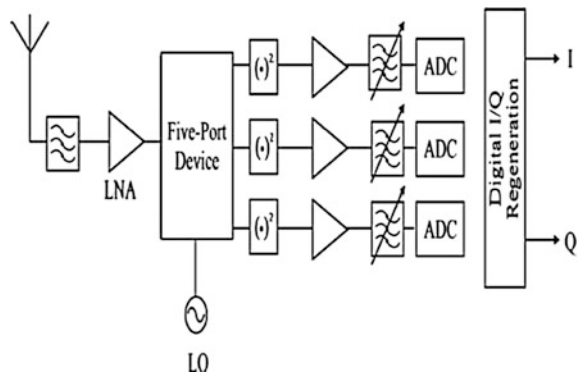 LNA
Five-Port
Device
LO
(·)²
ADC
(·)²
ADC
(·)²
ADC
Digital I/Q
Regeneration
I
Q